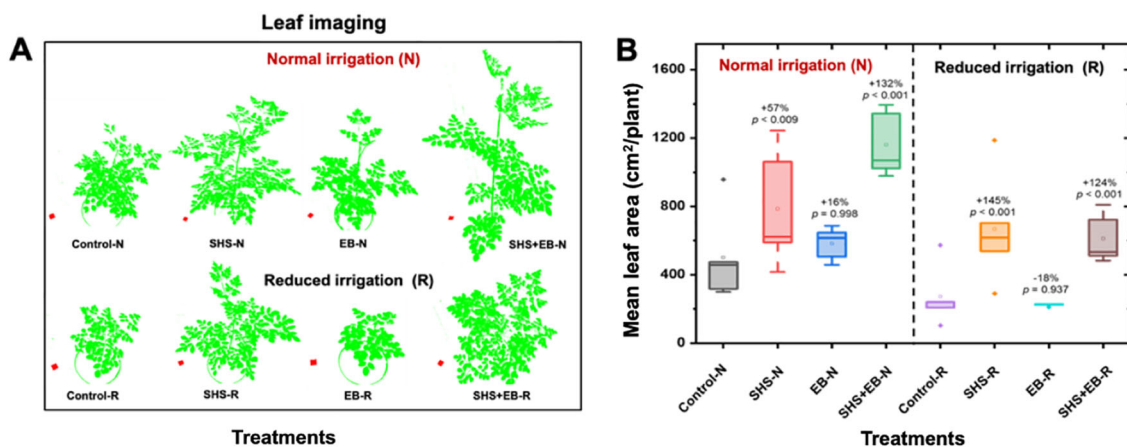 Leaf imaging
A
Normal irrigation (N)
Control-N
SHS-N
EB-N
SHS+EB-N
Reduced irrigation (R)
Control-R
SHS-R
EB-R
SHS+EB-R
Treatments
B
Mean leaf area (cm²/plant)
1600
1200
800
400
0
Normal irrigation (N)
Reduced irrigation (R)
+57%
p < 0.009
+16%
p = 0.998
+132%
p < 0.001
+145%
p < 0.001
-18%
p = 0.937
+124%
p < 0.001
Control-N
SHS-N
EB-N
SHS+EB-N
Control-R
SHS-R
EB-R
SHS+EB-R
Treatments